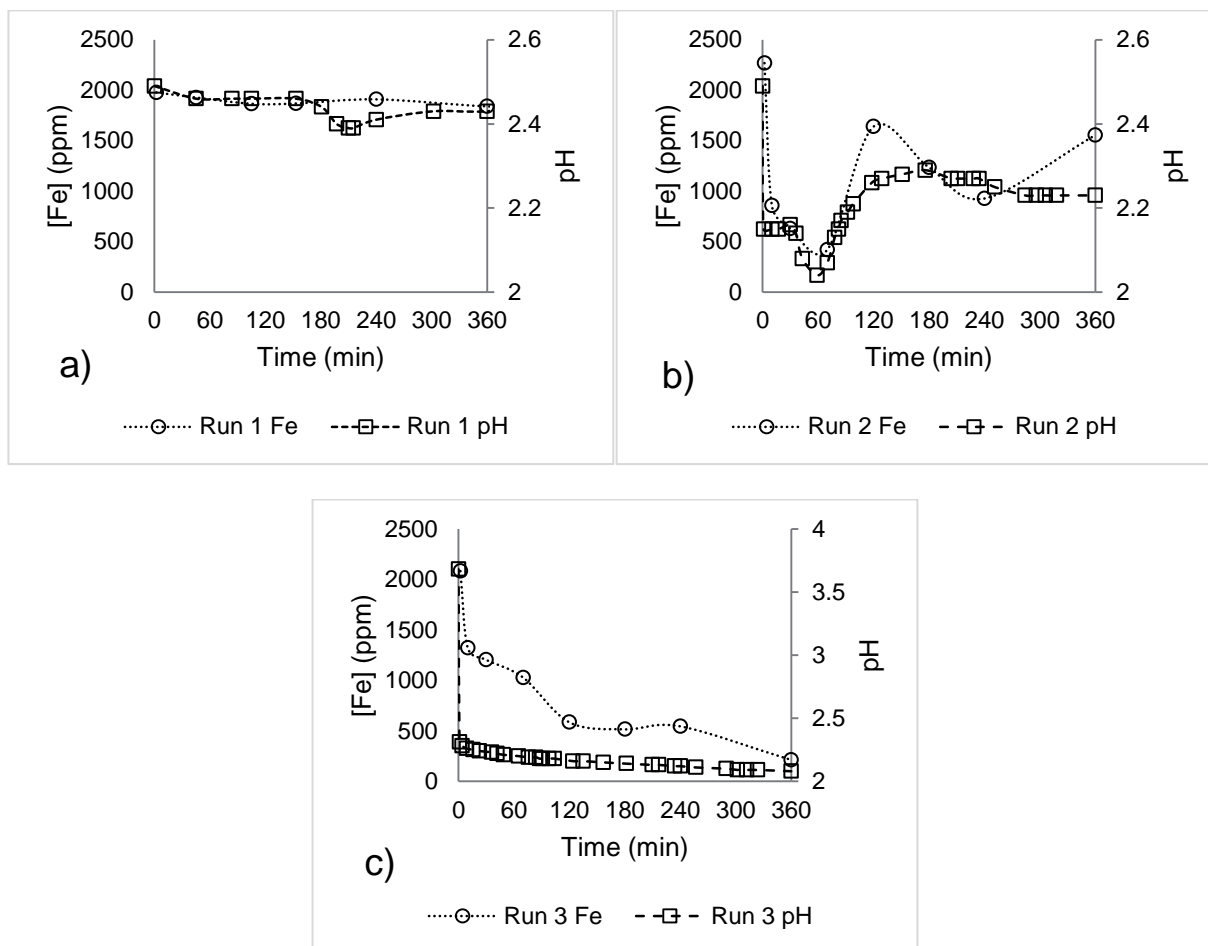 2500
2000
1500
1000
500
0
[Fe] (ppm)
2.6
2.4
2.2
2
pH
0 60 120 180 240 300 360
Time (min)
a)
Run 1 Fe Run 1 pH
2500
2000
1500
1000
500
0
[Fe] (ppm)
2.6
2.4
2.2
2
pH
0 60 120 180 240 300 360
Time (min)
b)
Run 2 Fe Run 2 pH
2500
2000
1500
1000
500
0
[Fe] (ppm)
4
3.5
3
2.5
2
pH
0 60 120 180 240 300 360
Time (min)
c)
Run 3 Fe Run 3 pH